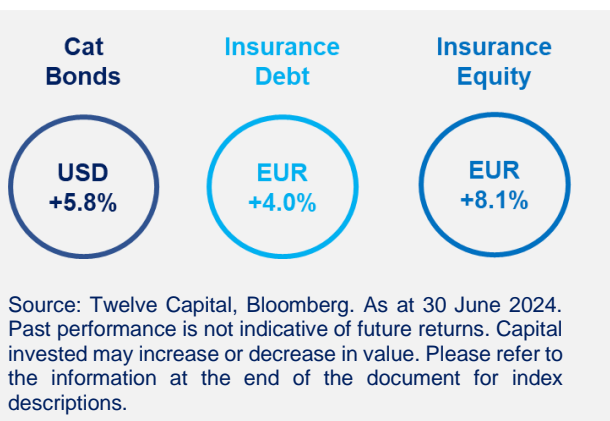 Cat
Bonds
Insurance
Debt
Insurance
Equity
USD
+5.8%
EUR
+4.0%
EUR
+8.1%
Source: Twelve Capital, Bloomberg. As at 30 June 2024.
Past performance is not indicative of future returns. Capital
invested may increase or decrease in value. Please refer to
the information at the end of the document for index
descriptions.